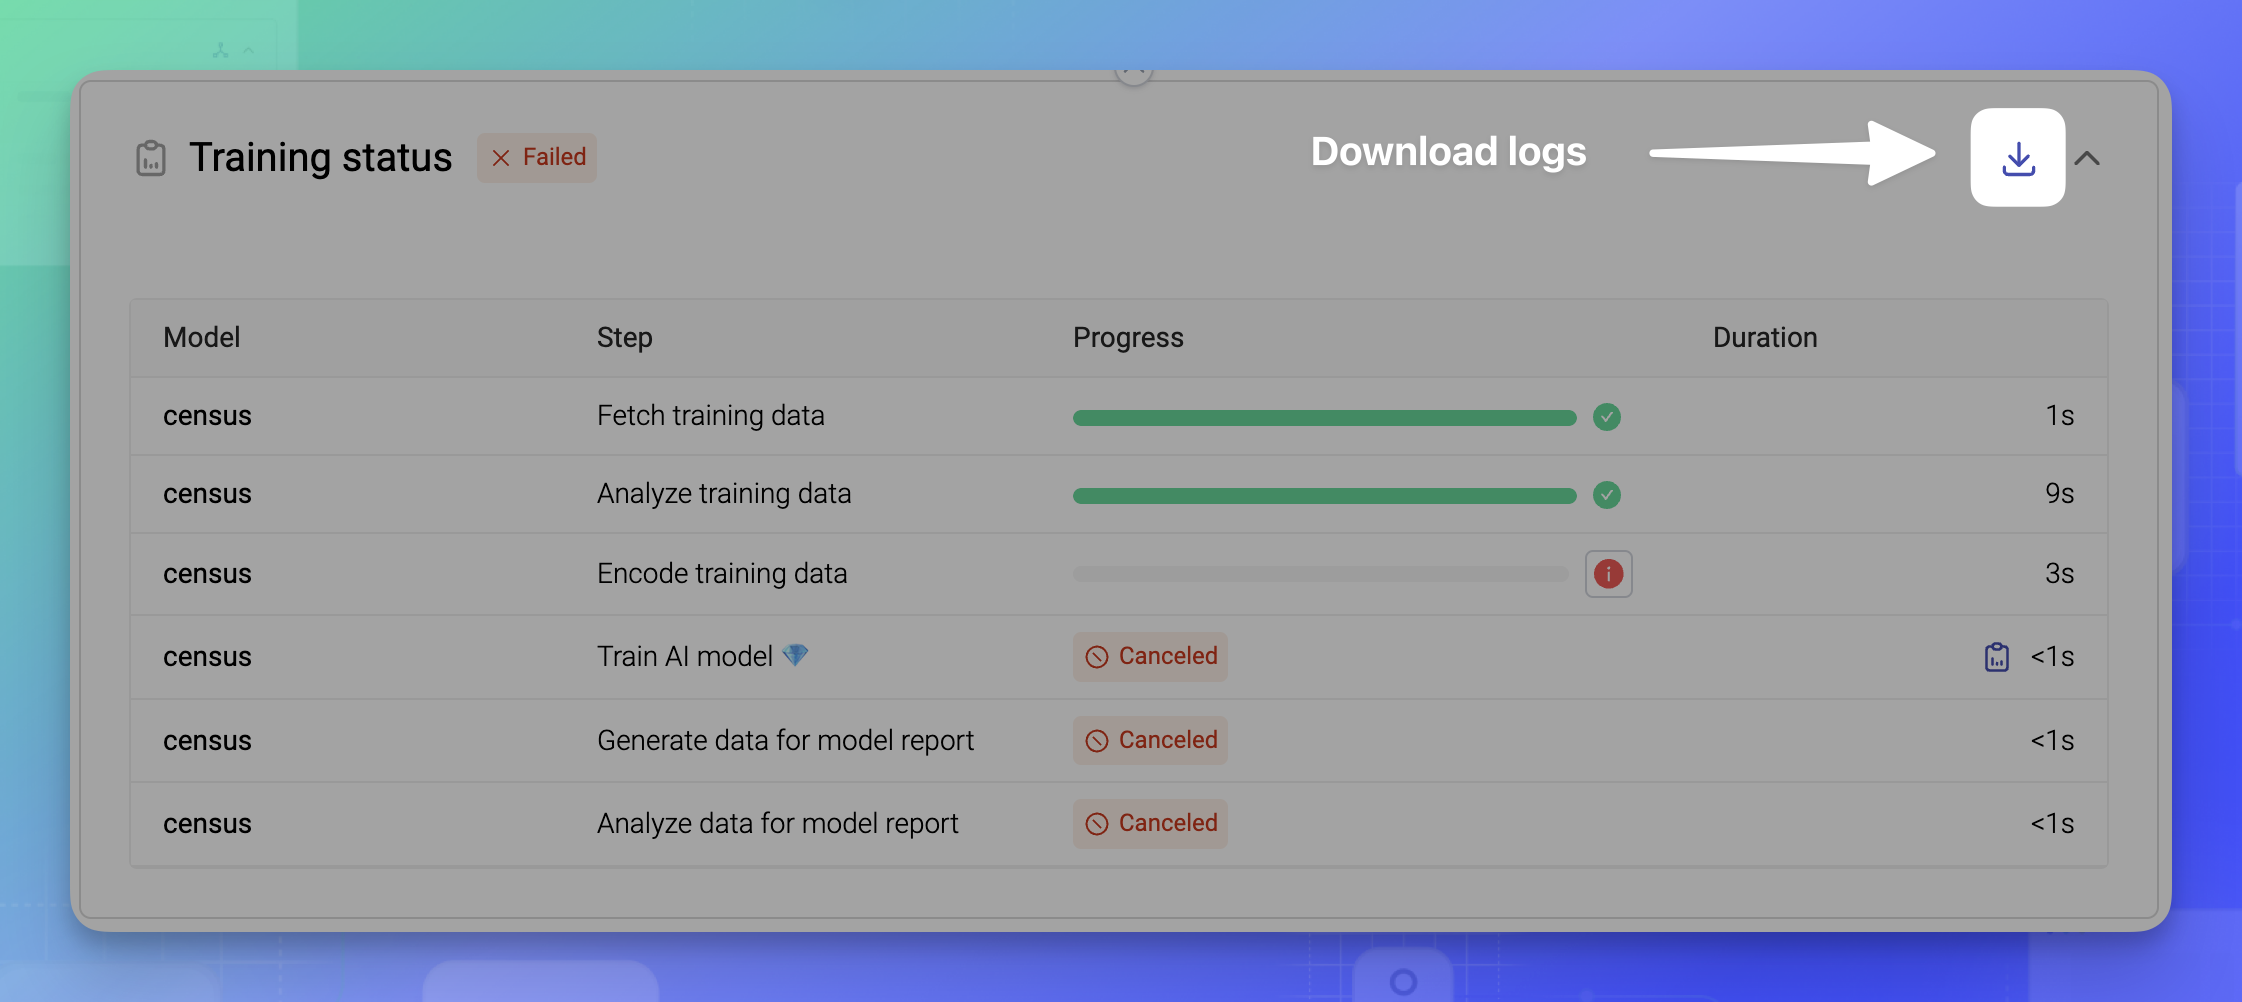 Training status
Failed
Download logs
Model Step Progress Duration
census Fetch training data 1s
census Analyze training data 9s
census Encode training data 3s
census Train AI model 💎 Canceled <1s
census Generate data for model report Canceled <1s
census Analyze data for model report Canceled <1s